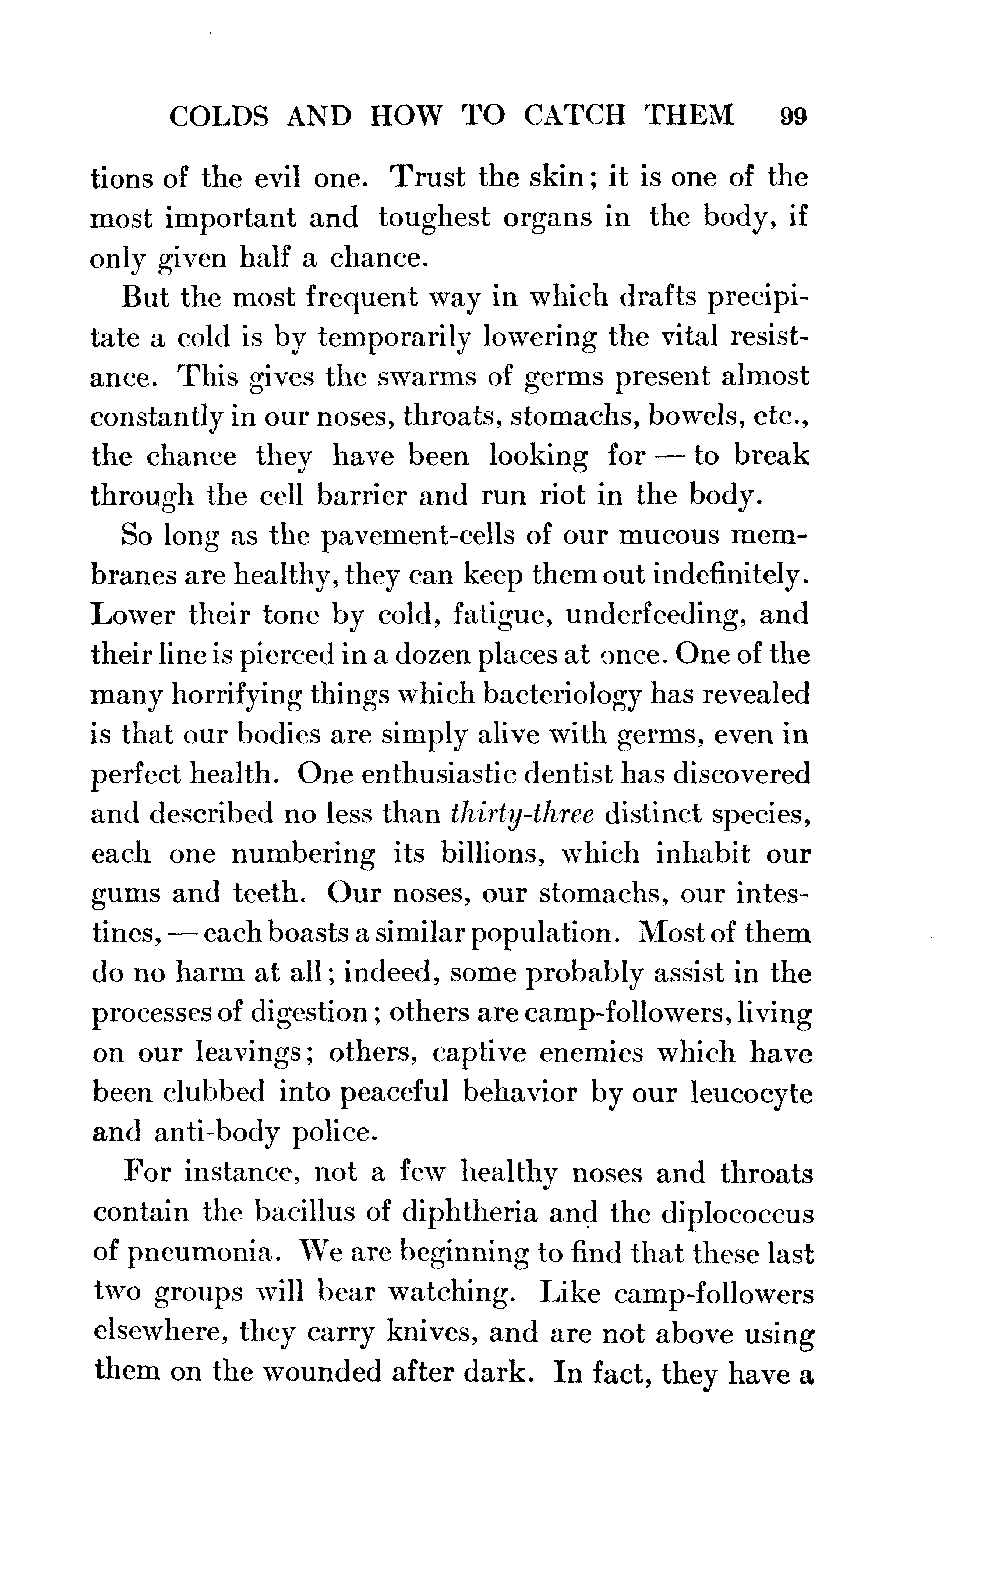 COLDS AND HOW TO CATCH THEM 99
tions of the evil one. Trust the skin; it is one of the
most important and toughest organs in the body, if
only given half a chance.
But the most frequent way in which drafts precipi-
tate a cold is by temporarily lowering the vital resist-
ance. This gives the swarms of germs present almost
constantly in our noses, throats, stomachs, bowels, etc.,
the chance they have been looking for — to break
through the cell barrier and run riot in the body.
So long as the pavement-cells of our mucous mem-
branes are healthy, they can keep them out indefinitely.
Lower their tone by cold, fatigue, underfeeding, and
their line is pierced in a dozen places at once. One of the
many horrifying things which bacteriology has revealed
is that our bodies are simply alive with germs, even in
perfect health. One enthusiastic dentist has discovered
and described no less than thirty-three distinct species,
each one numbering its billions, which inhabit our
gums and teeth. Our noses, our stomachs, our intes-
tines, — each boasts a similar population. Most of them
do no harm at all; indeed, some probably assist in the
processes of digestion; others are camp-followers, living
on our leavings; others, captive enemies which have
been clubbed into peaceful behavior by our leucocyte
and anti-body police.
For instance, not a few healthy noses and throats
contain the bacillus of diphtheria and the diplococcus
of pneumonia. We are beginning to find that these last
two groups will bear watching. Like camp-followers
elsewhere, they carry knives, and are not above using
them on the wounded after dark. In fact, they have a